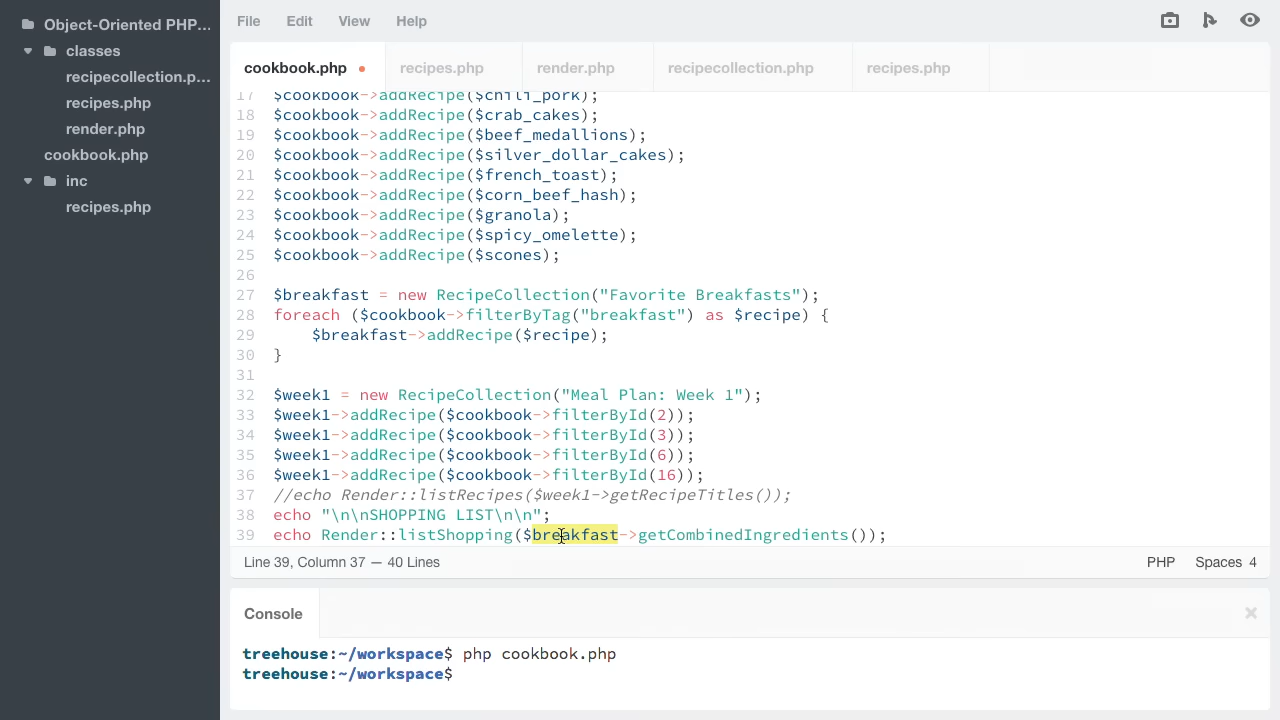 Object-Oriented PHP...
classes
recipecollection.p...
recipes.php
render.php
cookbook.php
inc
recipes.php
File Edit View Help
cookbook.php recipes.php render.php recipecollection.php recipes.php
17 $cookbook->addRecipe($chili_pork);
18 $cookbook->addRecipe($crab_cakes);
19 $cookbook->addRecipe($beef_medallions);
20 $cookbook->addRecipe($silver_dollar_cakes);
21 $cookbook->addRecipe($french_toast);
22 $cookbook->addRecipe($corn_beef_hash);
23 $cookbook->addRecipe($granola);
24 $cookbook->addRecipe($spicy_omelette);
25 $cookbook->addRecipe($scones);
26
27 $breakfast = new RecipeCollection("Favorite Breakfasts");
28 foreach ($cookbook->filterByTag("breakfast") as $recipe) {
29     $breakfast->addRecipe($recipe);
30 }
31
32 $week1 = new RecipeCollection("Meal Plan: Week 1");
33 $week1->addRecipe($cookbook->filterById(2));
34 $week1->addRecipe($cookbook->filterById(3));
35 $week1->addRecipe($cookbook->filterById(6));
36 $week1->addRecipe($cookbook->filterById(16));
37 //echo Render::listRecipes($week1->getRecipeTitles());
38 echo "\n\nSHOPPING LIST\n\n";
39 echo Render::listShopping($breakfast->getCombinedIngredients());
Line 39, Column 37 — 40 Lines PHP Spaces 4
Console
treehouse:~/workspace$ php cookbook.php
treehouse:~/workspace$